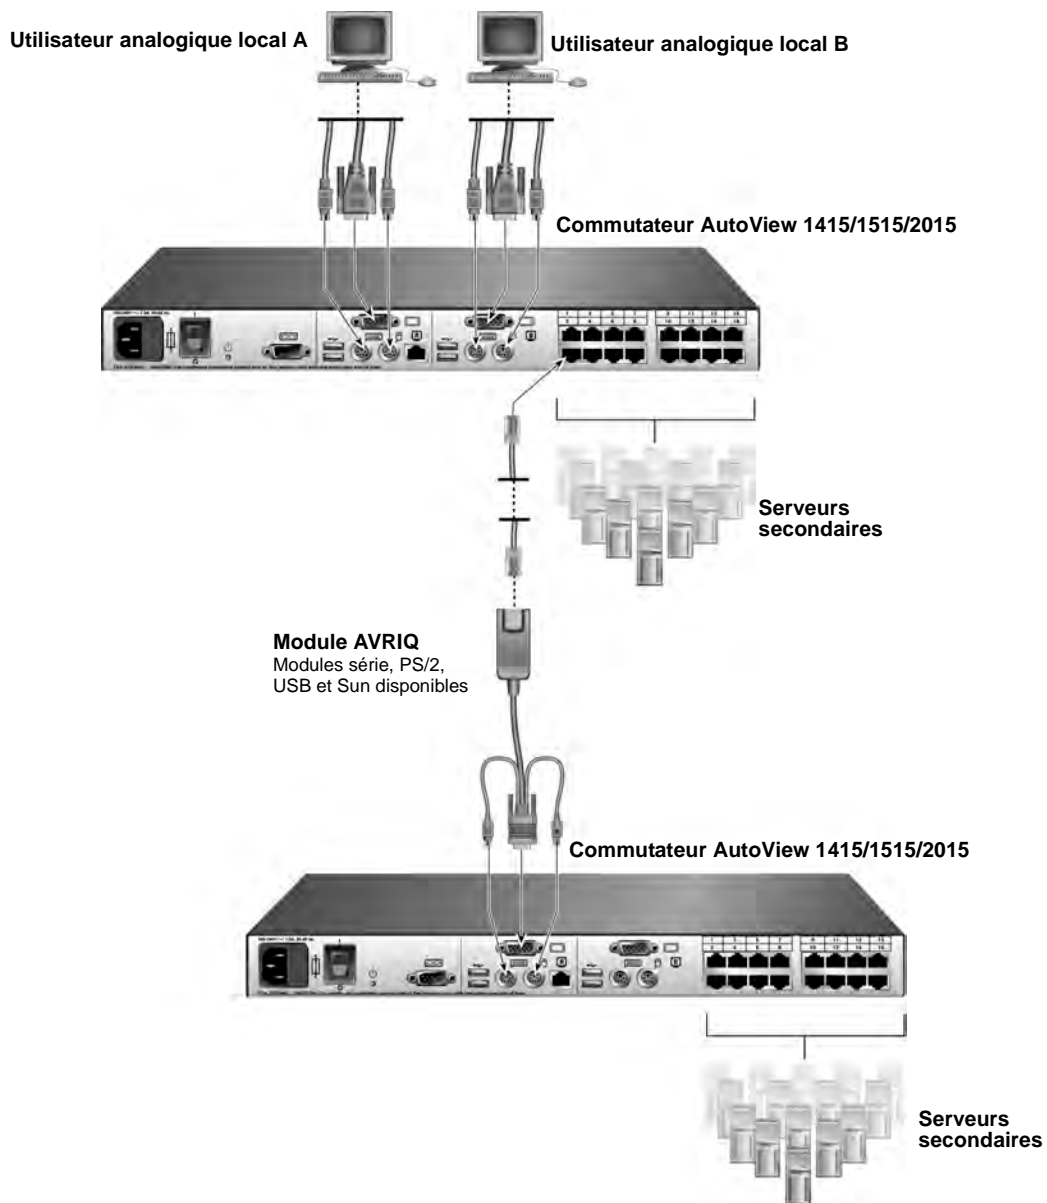 Utilisateur analogique local A
Utilisateur analogique local B
Commutateur AutoView 1415/1515/2015
Serveurs
secondaires
Module AVRIQ
Modules série, PS/2,
USB et Sun disponibles
Commutateur AutoView 1415/1515/2015
Serveurs
secondaires